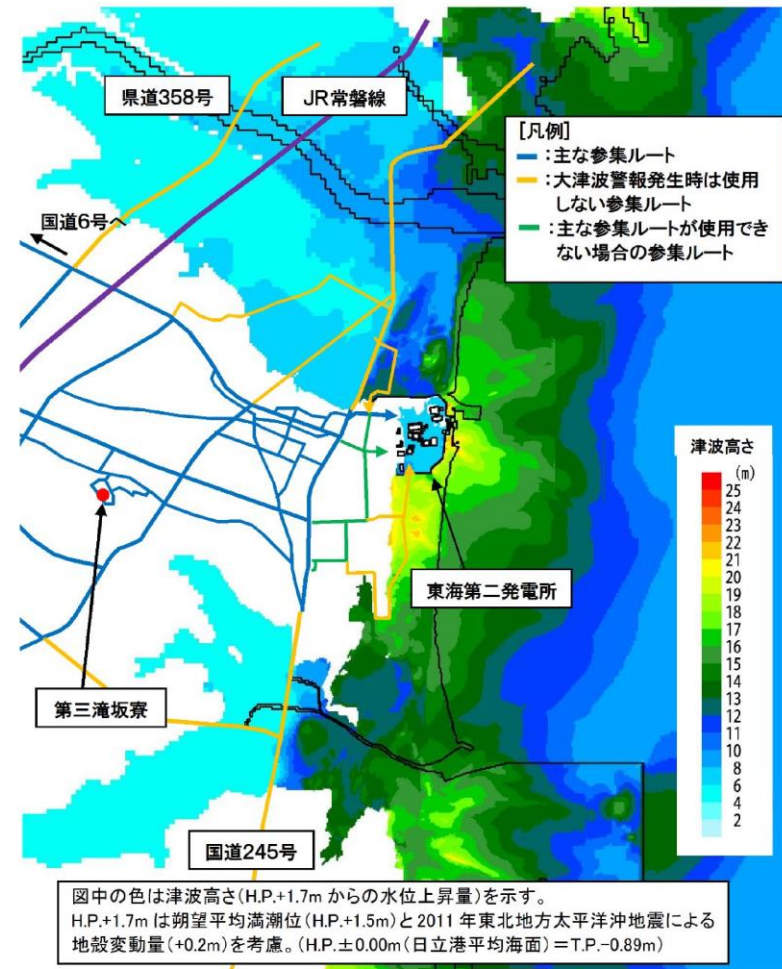 県道358号
JR常磐線
国道6号へ
[凡例]
:主な参集ルート
:大津波警報発生時は使用
しない参集ルート
:主な参集ルートが使用でき
ない場合の参集ルート
津波高さ
(m)
25
24
23
22
21
20
19
18
17
16
15
14
13
12
11
10
8
6
4
2
東海第二発電所
第三滝坂寮
国道245号
図中の色は津波高さ(H.P.+1.7m からの水位上昇量)を示す。
H.P.+1.7m は朔望平均満潮位(H.P.+1.5m)と2011年東北地方太平洋沖地震による
地殻変動量(+0.2m)を考慮。(H.P.±0.00m(日立港平均海面)=T.P.-0.89m)